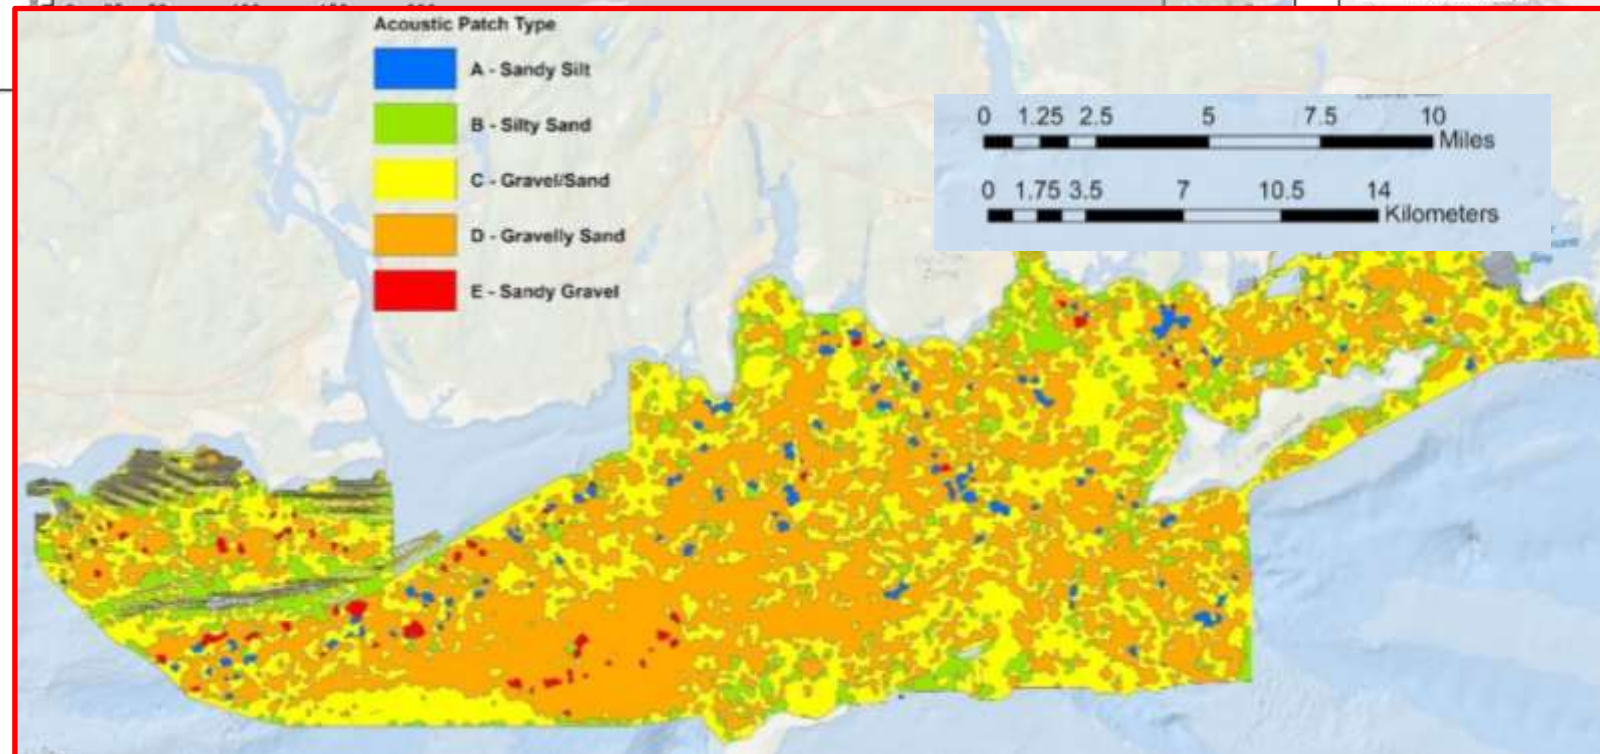 Acoustic Patch Type
A - Sandy Silt
B - Silty Sand
C - Gravel/Sand
D - Gravelly Sand
E - Sandy Gravel
0 1.25 2.5 5 7.5 10
Miles
0 1.75 3.5 7 10.5 14
Kilometers